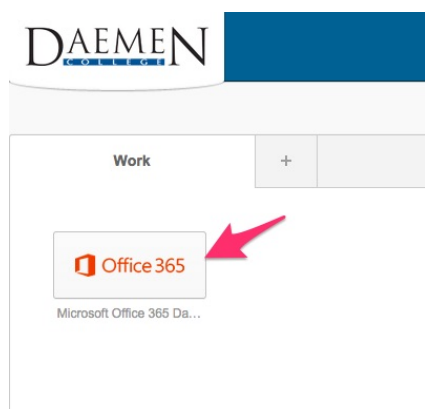 DAEMEN
COLLEGE
Work
+
Office 365
Microsoft Office 365 Da...